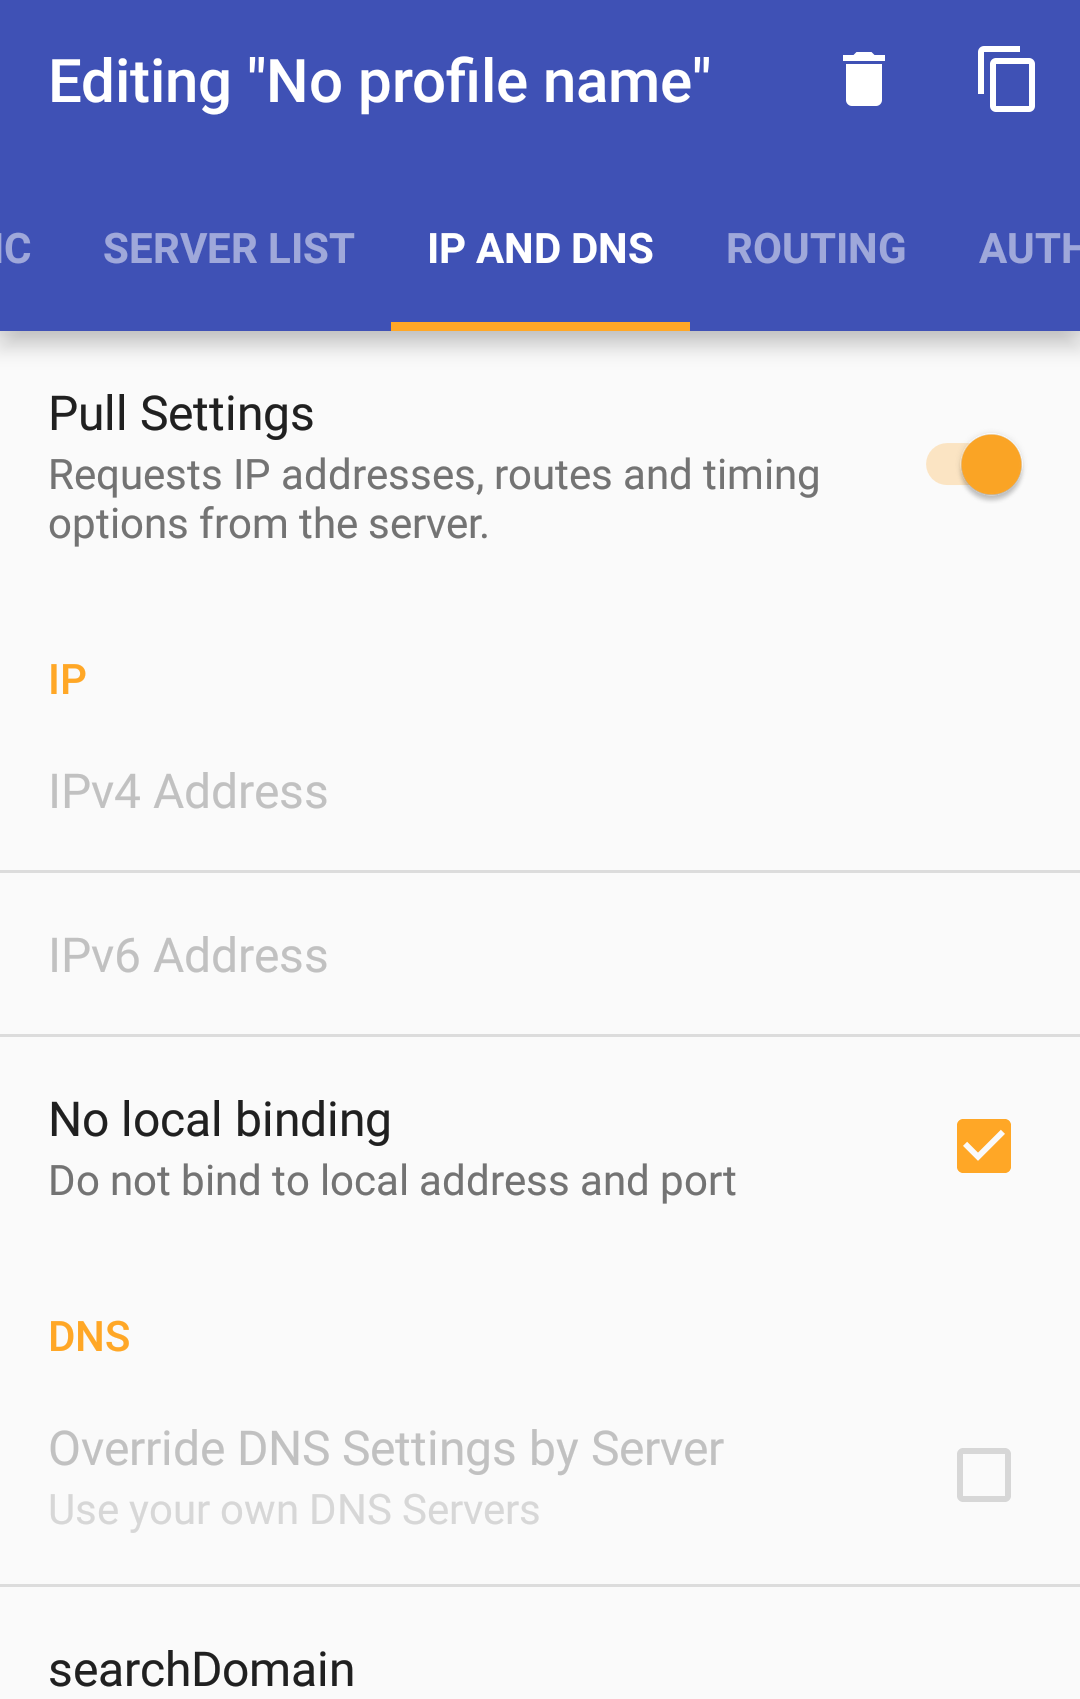 Editing "No profile name"
IC SERVER LIST IP AND DNS ROUTING AUTH
Pull Settings
Requests IP addresses, routes and timing
options from the server.
IP
IPv4 Address
IPv6 Address
No local binding
Do not bind to local address and port
DNS
Override DNS Settings by Server
Use your own DNS Servers
searchDomain